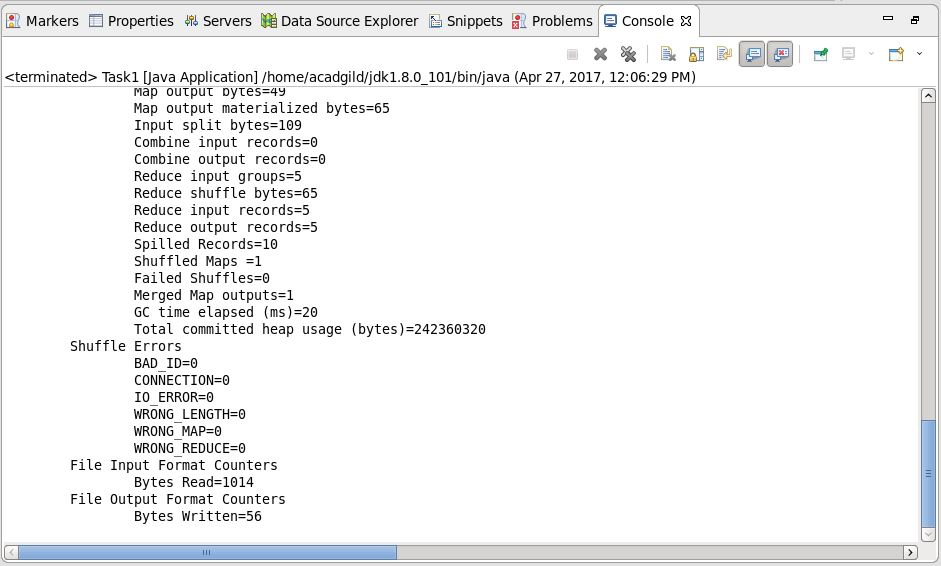 Markers Properties Servers Data Source Explorer Snippets Problems Console
<terminated> Task1 [Java Application] /home/acadgild/jdk1.8.0_101/bin/java (Apr 27, 2017, 12:06:29 PM)
Map output bytes=49
Map output materialized bytes=65
Input split bytes=109
Combine input records=0
Combine output records=0
Reduce input groups=5
Reduce shuffle bytes=65
Reduce input records=5
Reduce output records=5
Spilled Records=10
Shuffled Maps =1
Failed Shuffles=0
Merged Map outputs=1
GC time elapsed (ms)=20
Total committed heap usage (bytes)=242360320
Shuffle Errors
BAD_ID=0
CONNECTION=0
IO_ERROR=0
WRONG_LENGTH=0
WRONG_MAP=0
WRONG_REDUCE=0
File Input Format Counters
Bytes Read=1014
File Output Format Counters
Bytes Written=56